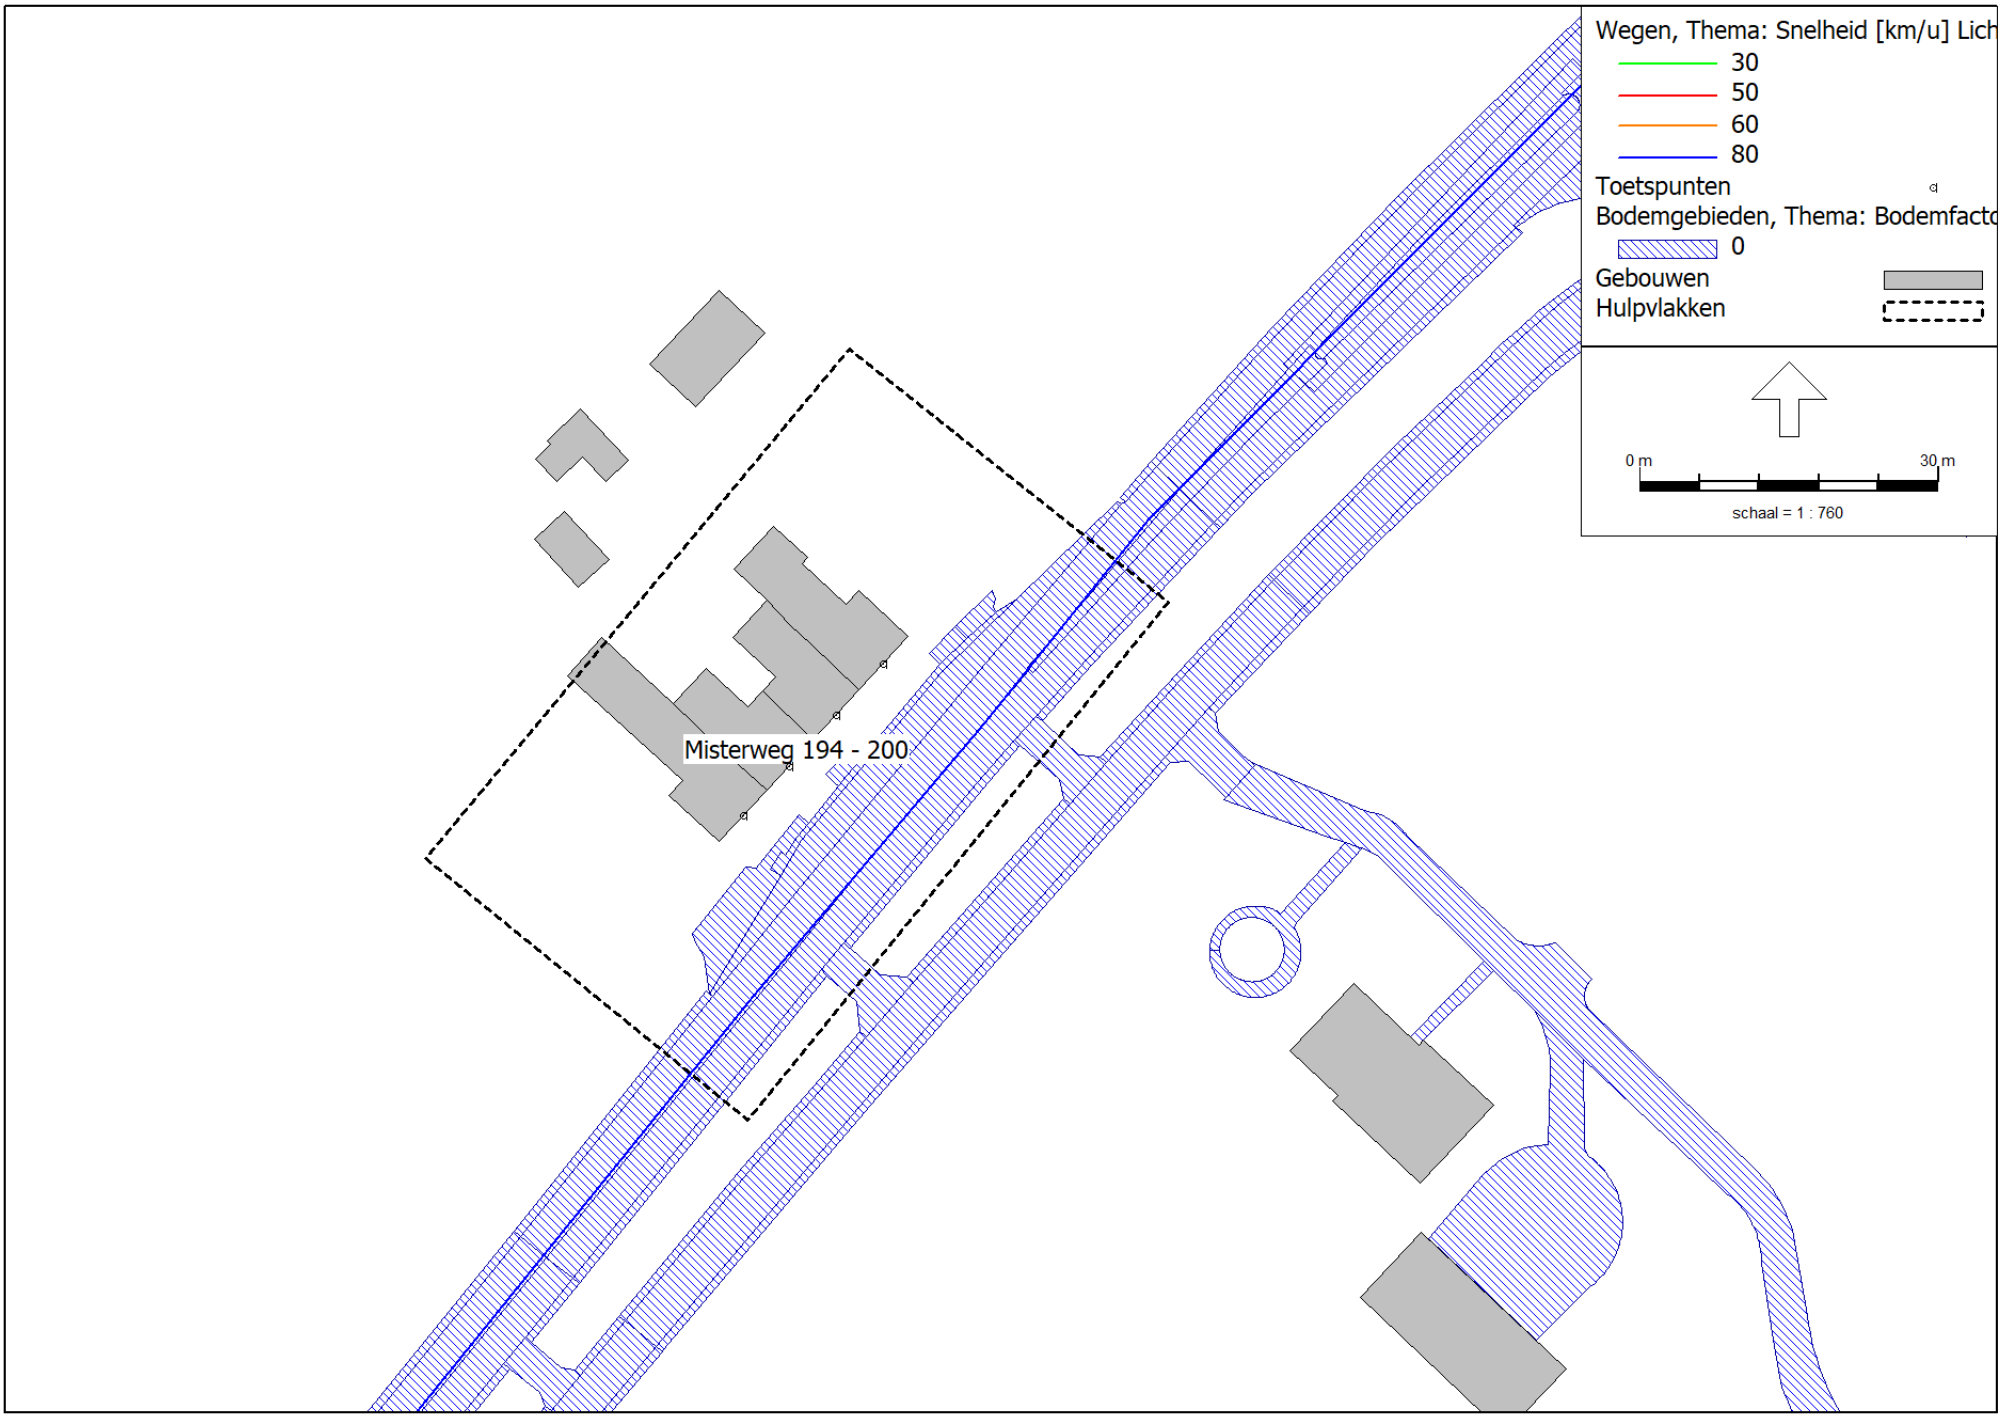 Wegen, Thema: Snelheid [km/u] Lich
30
50
60
80
Toetspunten
Bodemgebieden, Thema: Bodemfacto
0
Gebouwen
Hulpvlakken
0 m 30 m
schaal = 1 : 760
Misterweg 194 - 200